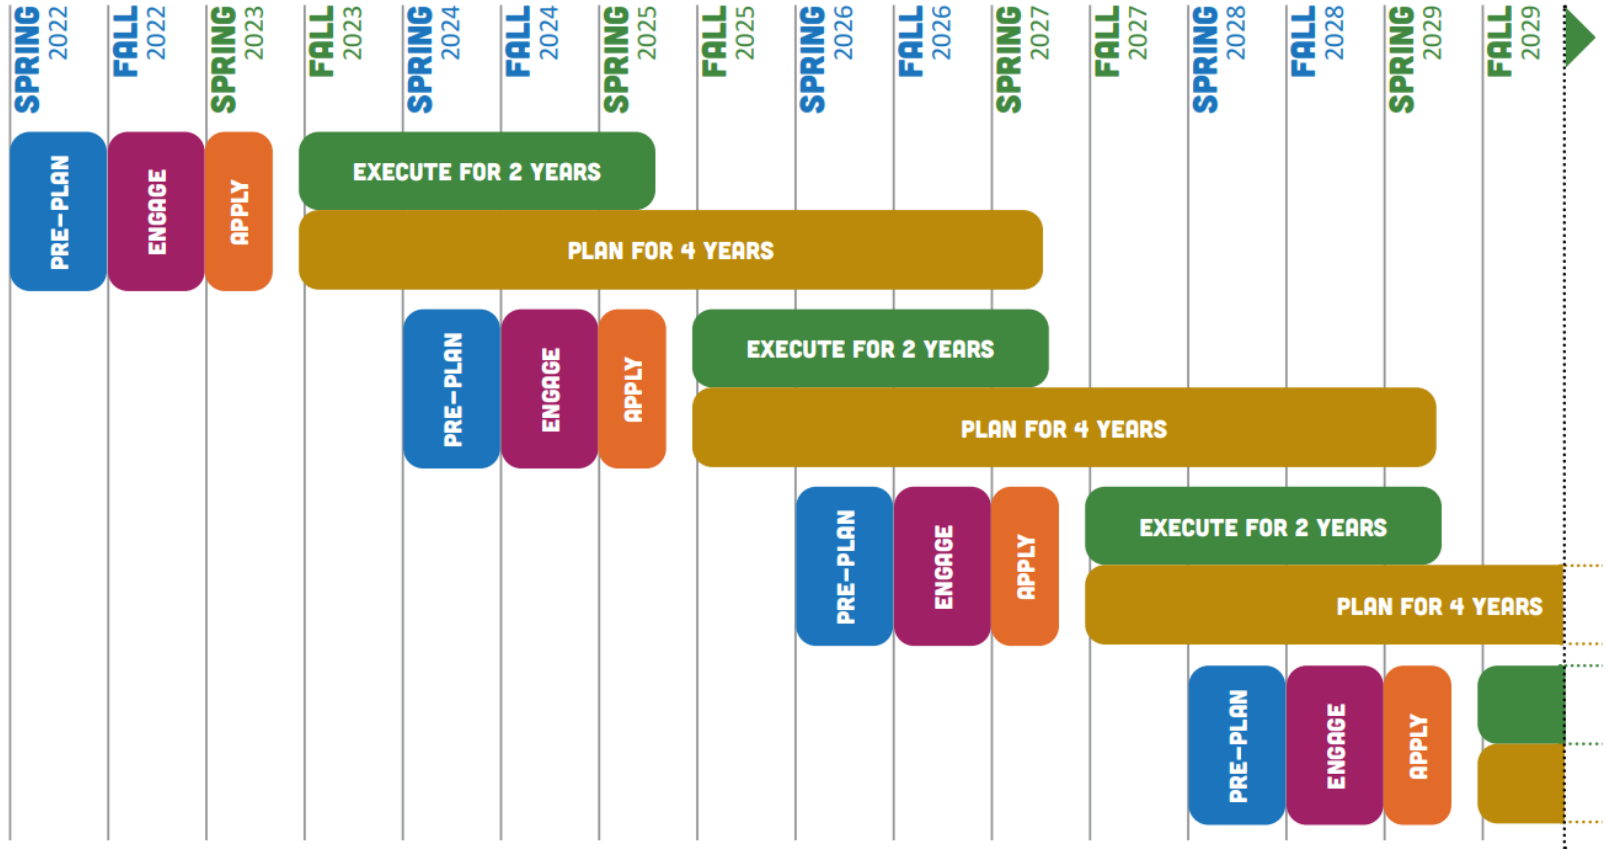 SPRING
2022
FALL
2022
SPRING
2023
FALL
2023
SPRING
2024
FALL
2024
SPRING
2025
FALL
2025
SPRING
2026
FALL
2026
SPRING
2027
FALL
2027
SPRING
2028
FALL
2028
SPRING
2029
FALL
2029
PRE-PLAN
ENGAGE
APPLY
EXECUTE FOR 2 YEARS
PLAN FOR 4 YEARS
PRE-PLAN
ENGAGE
APPLY
EXECUTE FOR 2 YEARS
PLAN FOR 4 YEARS
PRE-PLAN
ENGAGE
APPLY
EXECUTE FOR 2 YEARS
PLAN FOR 4 YEARS
PRE-PLAN
ENGAGE
APPLY